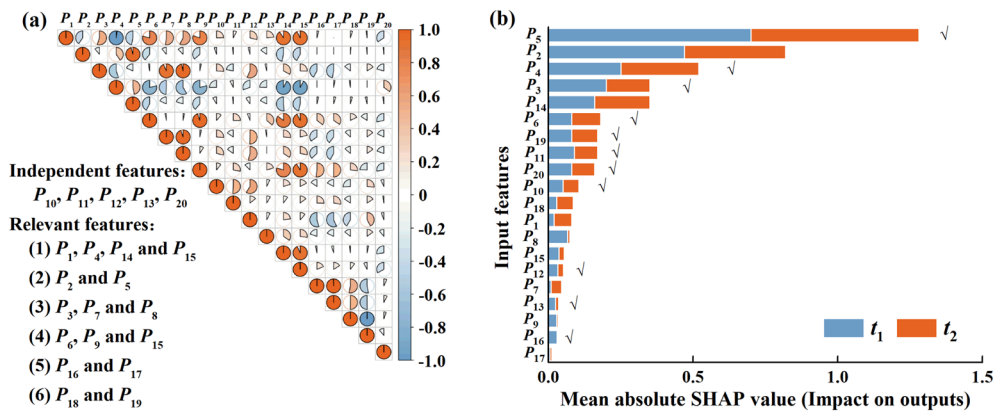 (a)
P1 P2 P3 P4 P5 P6 P7 P8 P9 P10 P11 P12 P13 P14 P15 P16 P17 P18 P19 P20
1.0
0.8
0.6
0.4
0.2
0
-0.2
-0.4
-0.6
-0.8
-1.0
Independent features:
P10, P11, P12, P13, P20
Relevant features:
(1) P1, P4, P14 and P15
(2) P2 and P5
(3) P3, P7 and P8
(4) P6, P9 and P15
(5) P16 and P17
(6) P18 and P19
(b)
Input features
P5 √
P2
P4 √
P3 √
P14
P6 √
P19 √
P11 √
P20 √
P10 √
P18
P1
P8
P15
P12 √
P7
P13 √
P9
P16 √
P17
t1 t2
0.0 0.5 1.0 1.5
Mean absolute SHAP value (Impact on outputs)